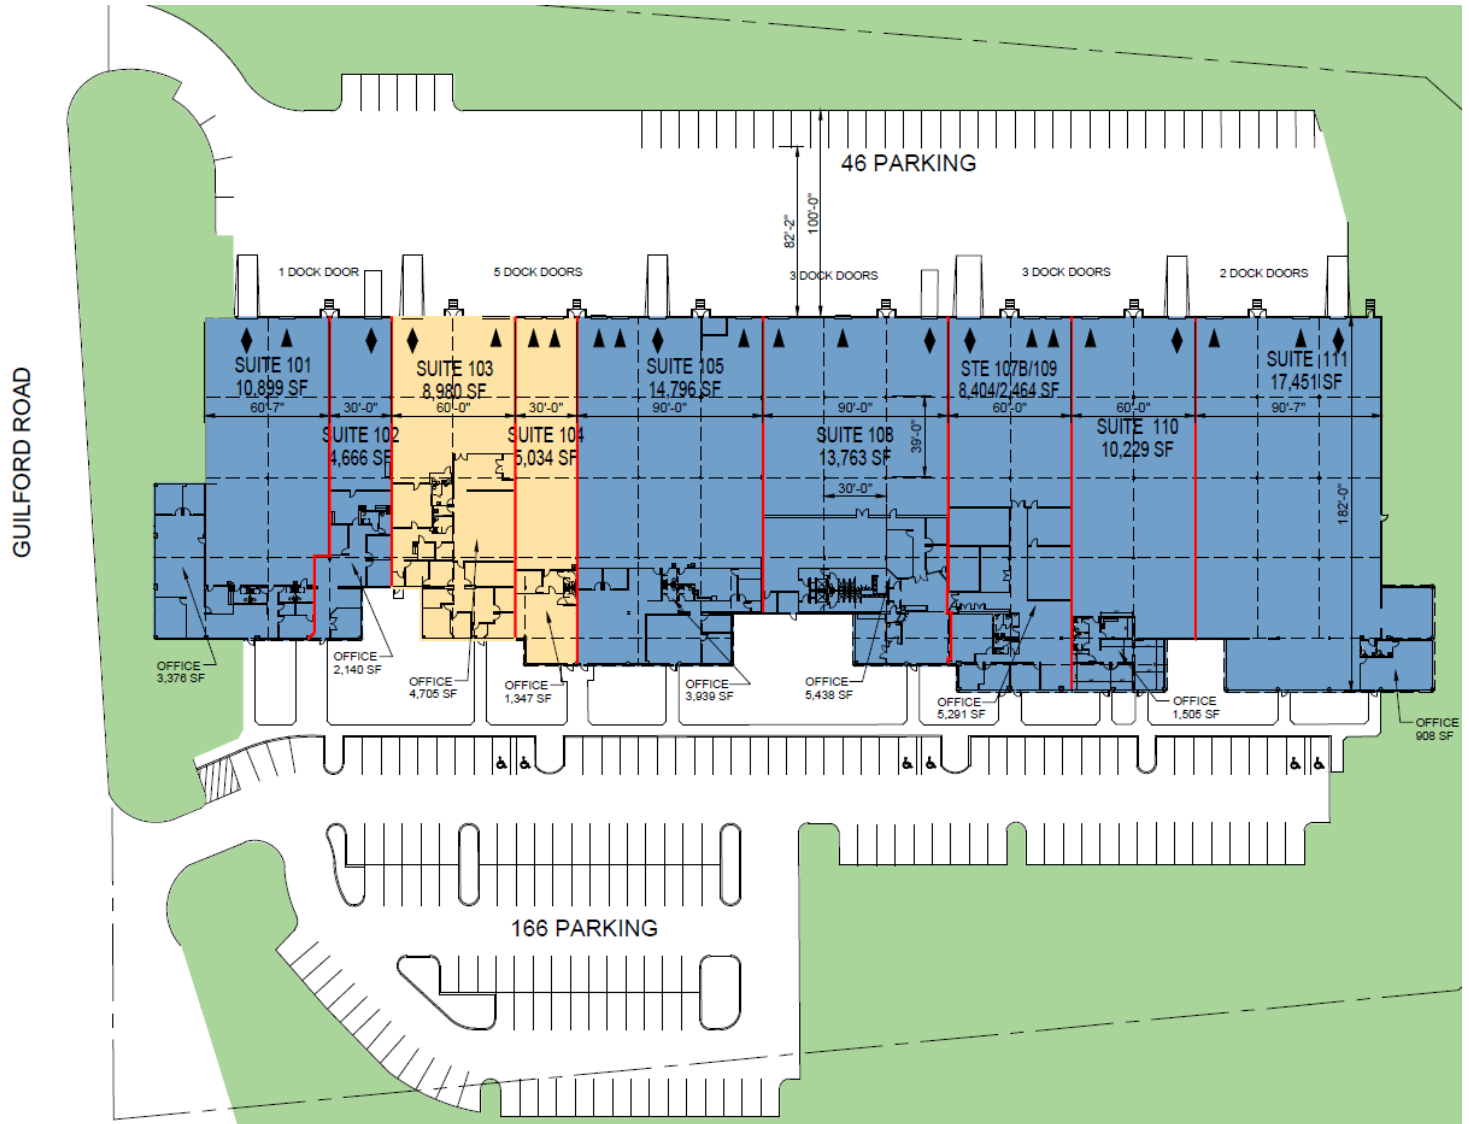 46 PARKING
82'-2"
100'-0"
1 DOCK DOOR
5 DOCK DOORS
3 DOCK DOORS
3 DOCK DOORS
2 DOCK DOORS
GUILFORD ROAD
SUITE 101
10,899 SF
60'-7"
30'-0"
SUITE 102
4,666 SF
SUITE 103
8,980 SF
60'-0"
30'-0"
SUITE 104
5,034 SF
SUITE 105
14,796 SF
90'-0"
90'-0"
SUITE 108
13,763 SF
39'-0"
30'-0"
STE 107B/109
8,404/2,464 SF
60'-0"
60'-0"
SUITE 110
10,229 SF
SUITE 111
17,451 SF
90'-7"
182'-0"
OFFICE
3,376 SF
OFFICE
2,140 SF
OFFICE
4,705 SF
OFFICE
1,347 SF
OFFICE
3,939 SF
OFFICE
5,438 SF
OFFICE
5,291 SF
OFFICE
1,505 SF
OFFICE
908 SF
166 PARKING